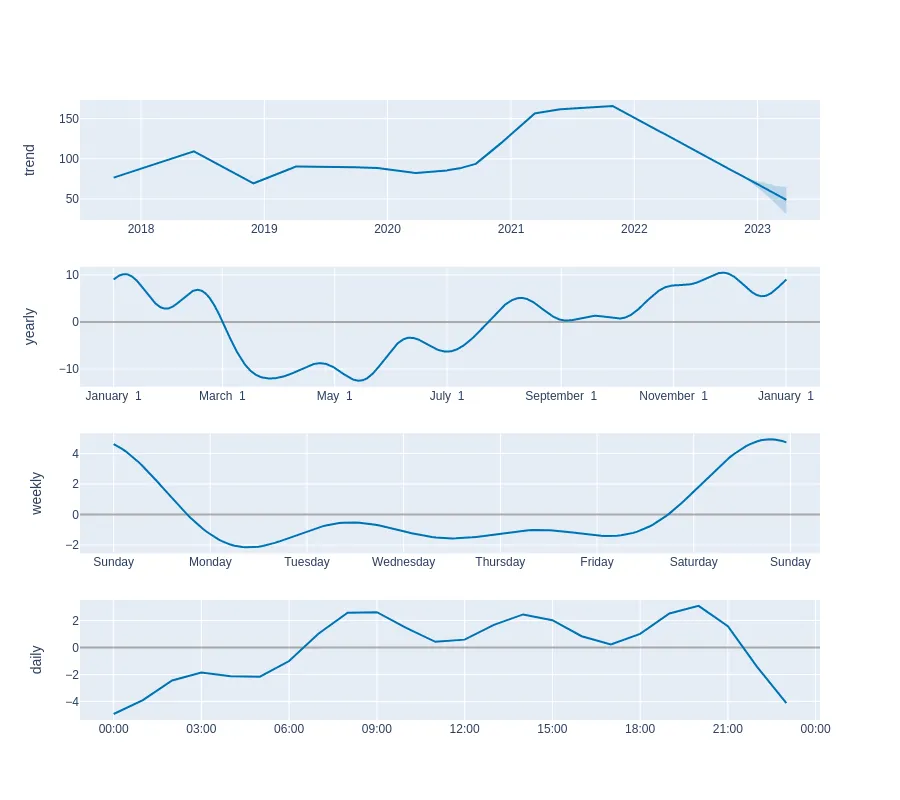 trend
150
100
50
2018 2019 2020 2021 2022 2023
yearly
10
0
−10
January 1 March 1 May 1 July 1 September 1 November 1 January 1
weekly
4
2
0
−2
Sunday Monday Tuesday Wednesday Thursday Friday Saturday Sunday
daily
2
0
−2
−4
00:00 03:00 06:00 09:00 12:00 15:00 18:00 21:00 00:00